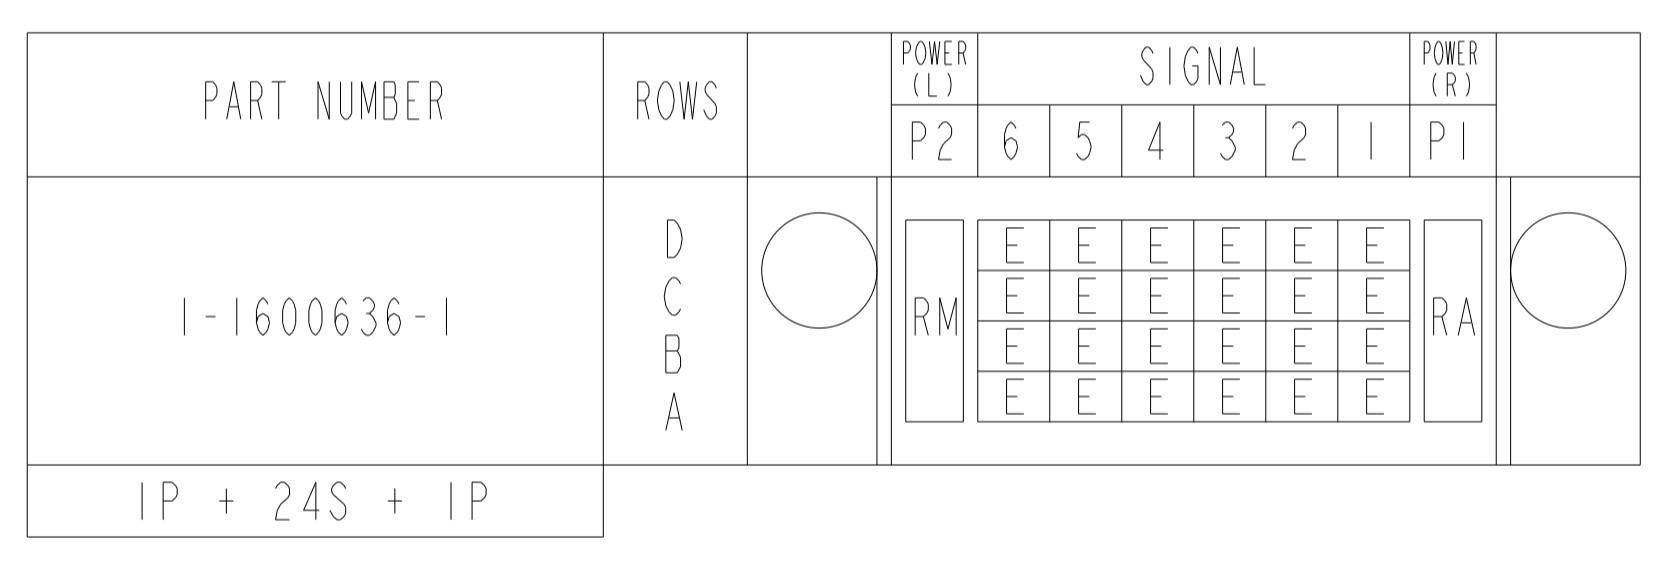 PART NUMBER ROWS POWER (L) SIGNAL POWER (R)
P2 6 5 4 3 2 1 P1
1-1600636-1
D E E E E E E
C E E E E E E
RM RA
B E E E E E E
A E E E E E E
1P + 24S + 1P